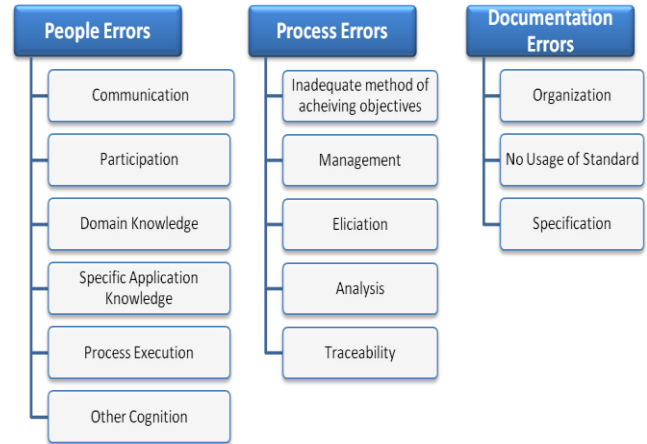 People Errors
Communication
Participation
Domain Knowledge
Specific Application
Knowledge
Process Execution
Other Cognition
Process Errors
Inadequate method of
acheiving objectives
Management
Eliciation
Analysis
Traceability
Documentation
Errors
Organization
No Usage of Standard
Specification